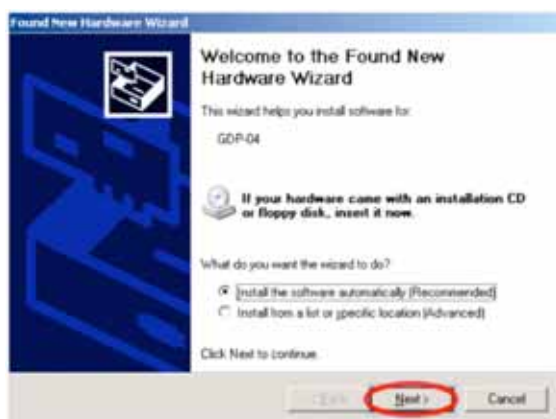 Found New Hardware Wizard
Welcome to the Found New
Hardware Wizard
This wizard helps you install software for:
GDP-04
If your hardware came with an installation CD
or floppy disk, insert it now.
What do you want the wizard to do?
Install the software automatically (Recommended)
Install from a list or specific location (Advanced)
Click Next to continue.
< Back Next > Cancel